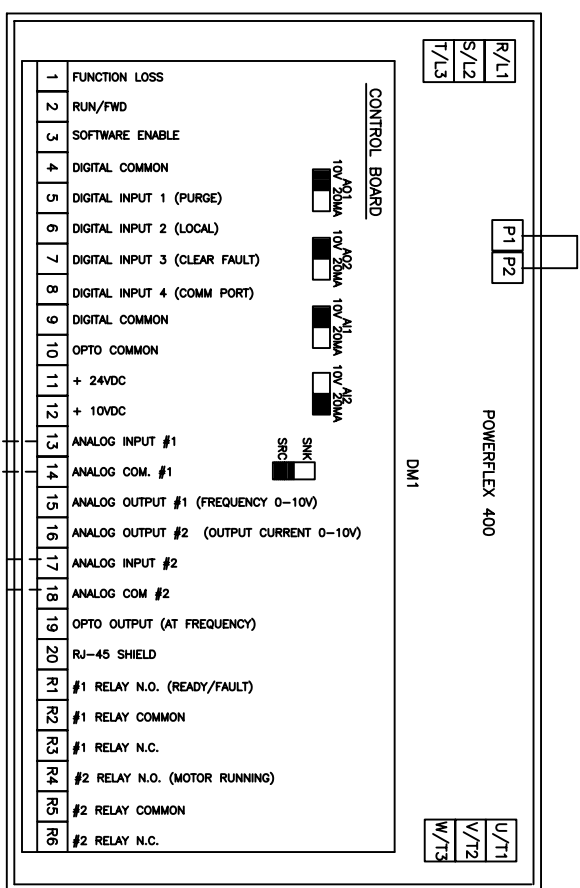 R/L1
S/L2
T/L3
P1
P2
POWERFLEX 400
DM1
CONTROL BOARD
AO1
10V 20MA
AO2
10V 20MA
AI1
10V 20MA
AI2
10V 20MA
SNK
SRC
1 FUNCTION LOSS
2 RUN/FWD
3 SOFTWARE ENABLE
4 DIGITAL COMMON
5 DIGITAL INPUT 1 (PURGE)
6 DIGITAL INPUT 2 (LOCAL)
7 DIGITAL INPUT 3 (CLEAR FAULT)
8 DIGITAL INPUT 4 (COMM PORT)
9 DIGITAL COMMON
10 OPTO COMMON
11 + 24VDC
12 + 10VDC
13 ANALOG INPUT #1
14 ANALOG COM. #1
15 ANALOG OUTPUT #1 (FREQUENCY 0-10V)
16 ANALOG OUTPUT #2 (OUTPUT CURRENT 0-10V)
17 ANALOG INPUT #2
18 ANALOG COM #2
19 OPTO OUTPUT (AT FREQUENCY)
20 RJ-45 SHIELD
R1 #1 RELAY N.O. (READY/FAULT)
R2 #1 RELAY COMMON
R3 #1 RELAY N.C.
R4 #2 RELAY N.O. (MOTOR RUNNING)
R5 #2 RELAY COMMON
R6 #2 RELAY N.C.
U/T1
V/T2
W/T3